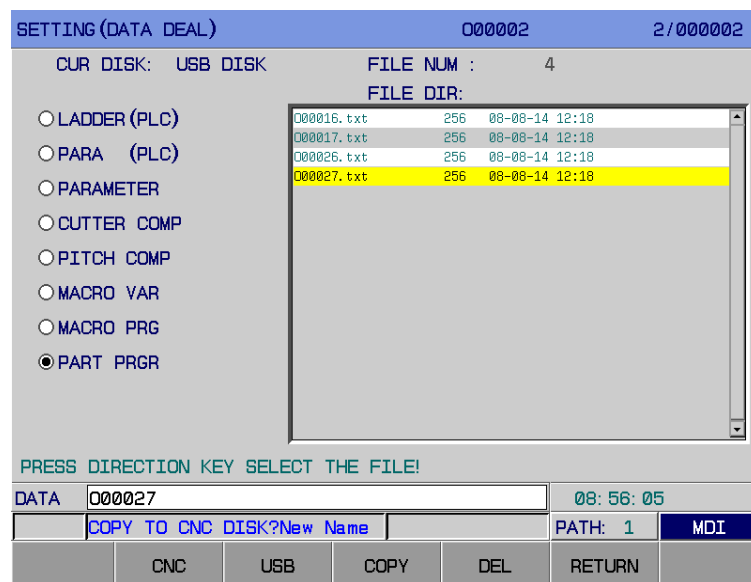 SETTING(DATA DEAL) O00002 2/000002
CUR DISK: USB DISK FILE NUM : 4
FILE DIR:
LADDER(PLC)
PARA (PLC)
PARAMETER
CUTTER COMP
PITCH COMP
MACRO VAR
MACRO PRG
PART PRGR
O00016.txt 256 08-08-14 12:18
O00017.txt 256 08-08-14 12:18
O00026.txt 256 08-08-14 12:18
O00027.txt 256 08-08-14 12:18
PRESS DIRECTION KEY SELECT THE FILE!
DATA O00027 08:56:05
COPY TO CNC DISK?New Name PATH: 1 MDI
CNC USB COPY DEL RETURN